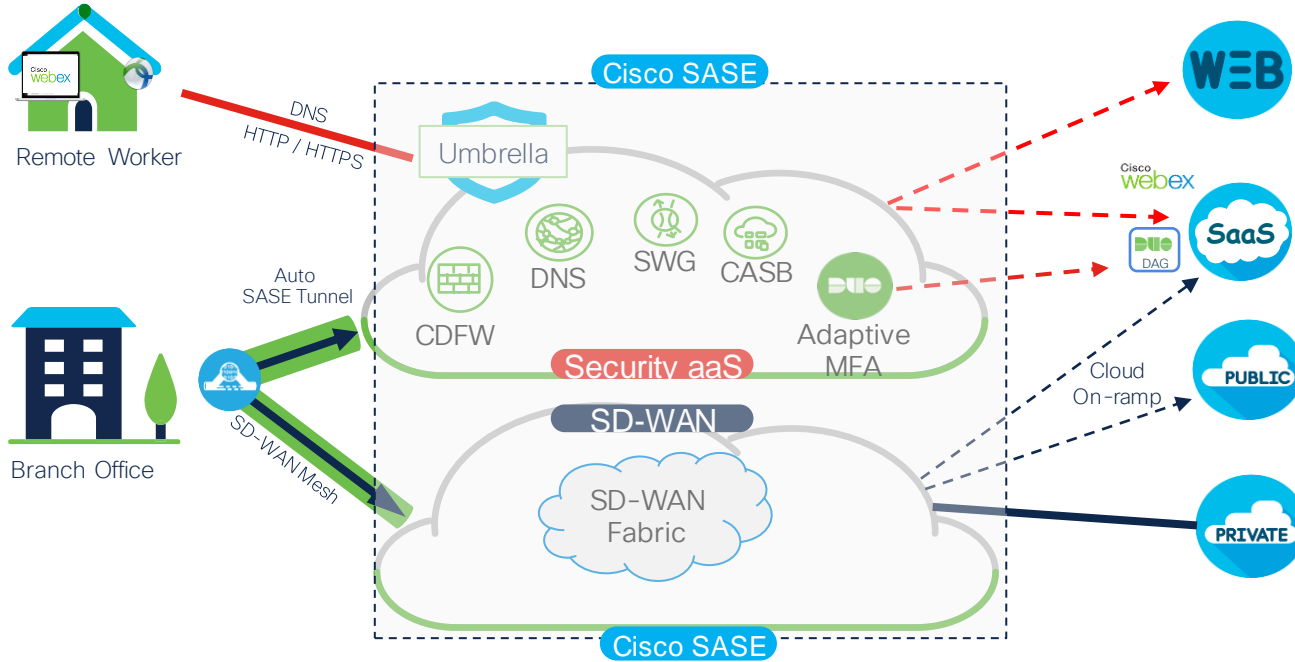 Cisco SASE
WEB
Cisco
webex
DNS
HTTP / HTTPS
Remote Worker
Umbrella
Cisco
webex
SaaS
DUO
DAG
DNS
SWG
CASB
CDFW
DUO
Adaptive
MFA
Auto
SASE Tunnel
Security aaS
Cloud
On-ramp
PUBLIC
SD-WAN
SD-WAN Mesh
Branch Office
SD-WAN
Fabric
PRIVATE
Cisco SASE